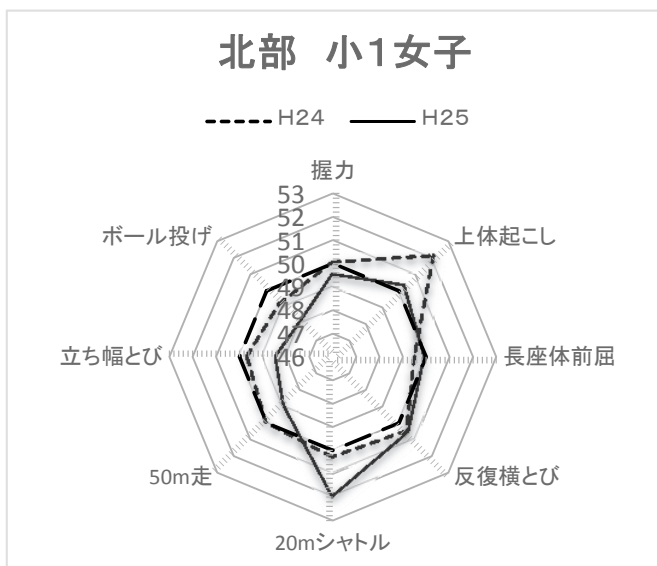 北部 小1女子
H24 H25
握力
53
52
51
50
49
48
47
46
上体起こし
長座体前屈
反復横とび
20mシャトル
50m走
立ち幅とび
ボール投げ